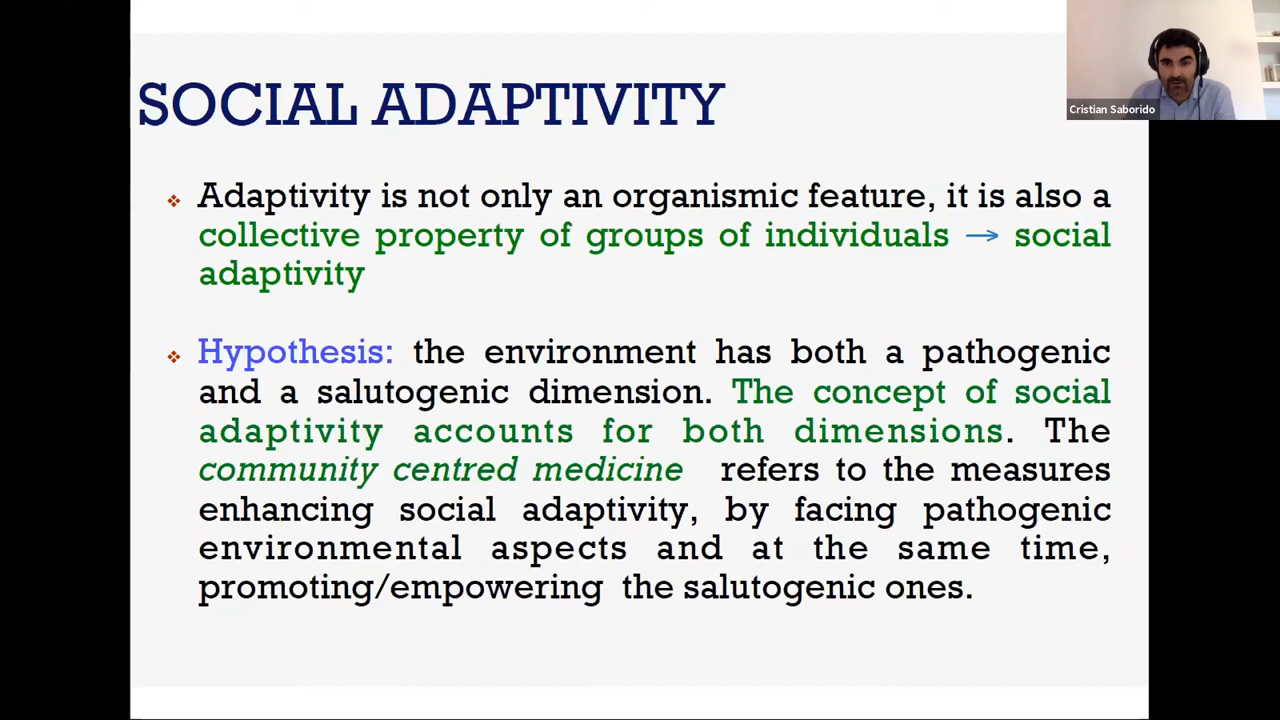 SOCIAL ADAPTIVITY
Cristian Saborido
❖ Adaptivity is not only an organismic feature, it is also a
collective property of groups of individuals → social
adaptivity
❖ Hypothesis: the environment has both a pathogenic
and a salutogenic dimension. The concept of social
adaptivity accounts for both dimensions. The
community centred medicine refers to the measures
enhancing social adaptivity, by facing pathogenic
environmental aspects and at the same time,
promoting/empowering the salutogenic ones.